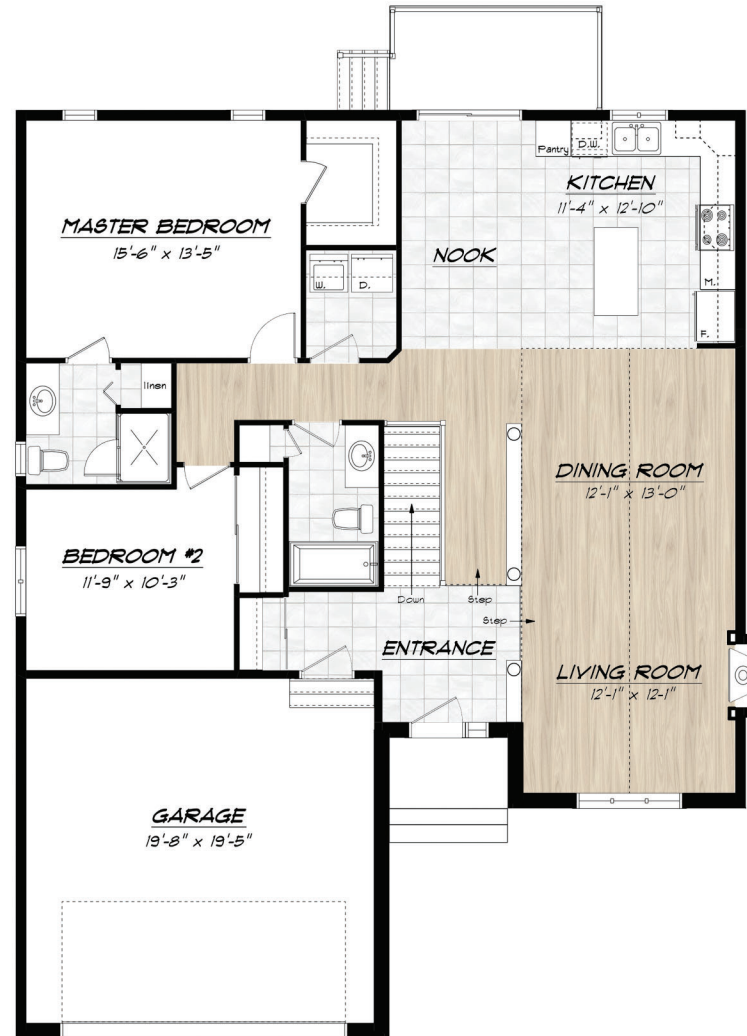 Pantry
D.W.
KITCHEN
11'-4" x 12'-10"
MASTER BEDROOM
15'-6" x 13'-5"
NOOK
W.
D.
M.
F.
linen
DINING ROOM
12'-1" x 13'-0"
BEDROOM #2
11'-9" x 10'-3"
Down
Step
Step
ENTRANCE
LIVING ROOM
12'-1" x 12'-1"
GARAGE
19'-8" x 19'-5"